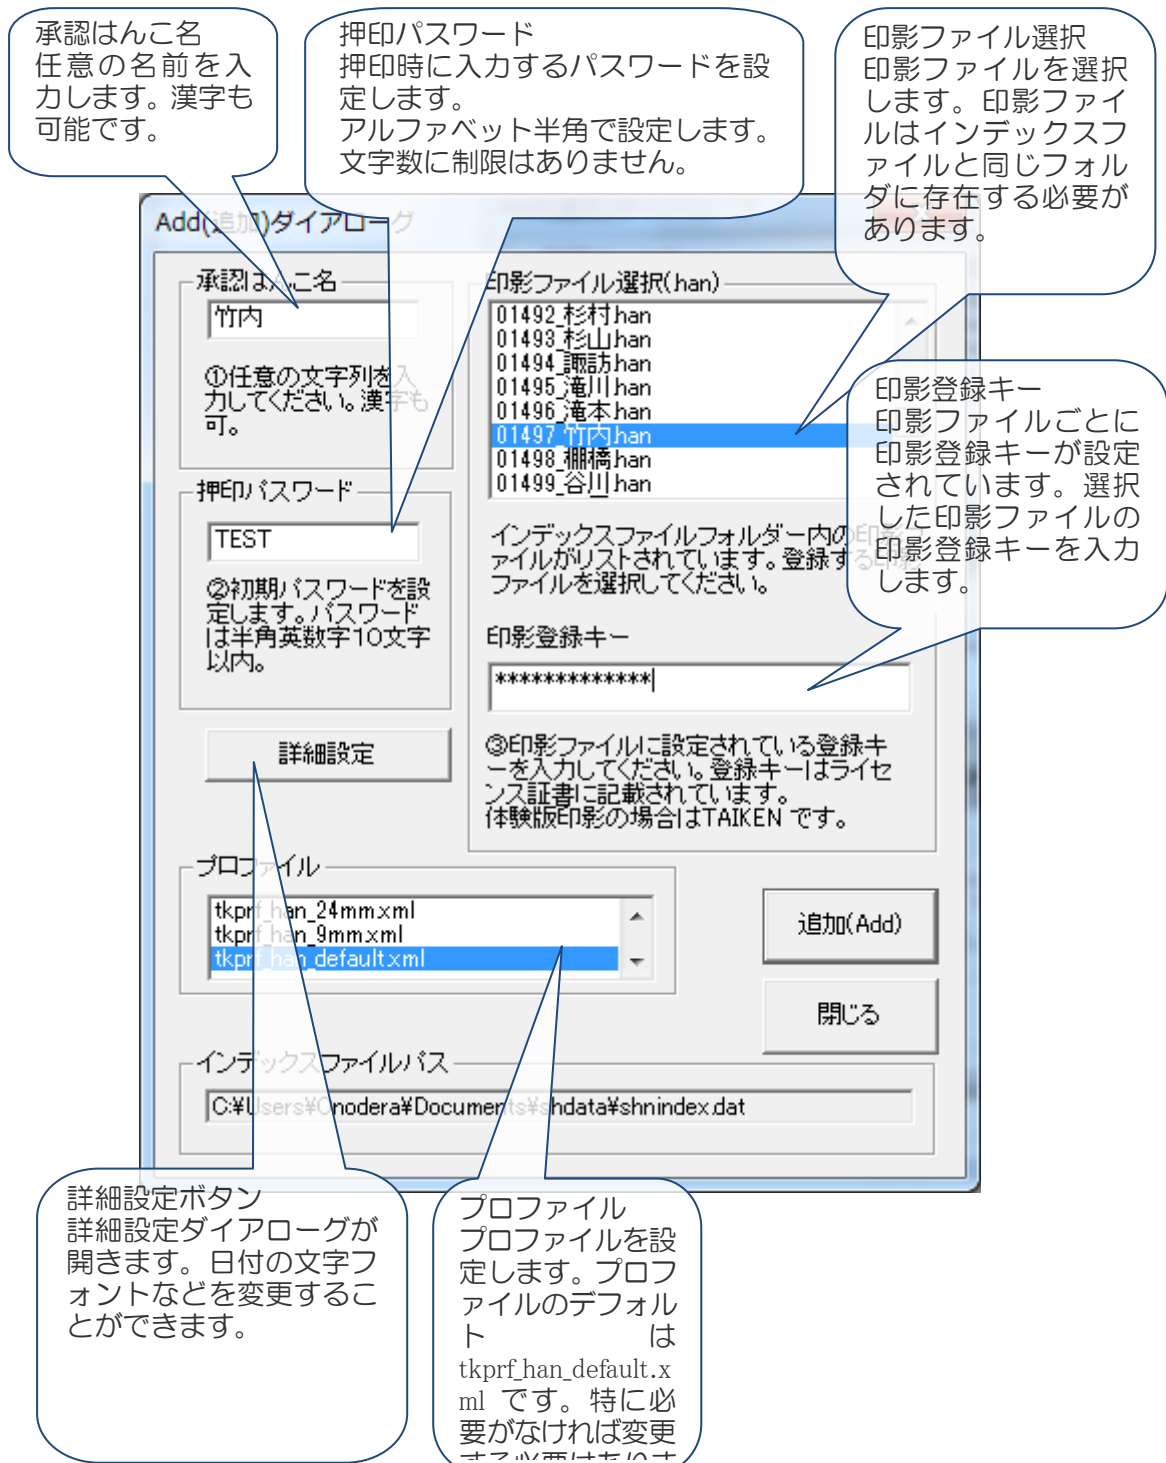 承認はんこ名
任意の名前を入
力します。漢字も
可能です。
押印パスワード
押印時に入力するパスワードを設
定します。
アルファベット半角で設定します。
文字数に制限はありません。
印影ファイル選択
印影ファイルを選択
します。印影ファイ
ルはインデックスフ
ァイルと同じフォル
ダに存在する必要が
あります。
Add(追加)ダイアローグ
承認はんこ名
竹内
①任意の文字列を入
力してください。漢字も
可。
押印パスワード
TEST
②初期パスワードを設
定します。パスワード
は半角英数字10文字
以内。
詳細設定
印影ファイル選択(.han)
01492_杉村.han
01493_杉山.han
01494_諏訪.han
01495_滝川.han
01496_滝本.han
01497_竹内.han
01498_棚橋.han
01499_谷川.han
インデックスファイルフォルダー内の印影フ
ァイルがリストされています。登録する印影
ファイルを選択してください。
印影登録キー
*************
③印影ファイルに設定されている登録キ
ーを入力してください。登録キーはライセ
ンス証書に記載されています。
体験版印影の場合はTAIKEN です。
印影登録キー
印影ファイルごとに
印影登録キーが設定
されています。選択
した印影ファイルの
印影登録キーを入力
します。
プロファイル
tkprf_han_24mm.xml
tkprf_han_9mm.xml
tkprf_han_default.xml
追加(Add)
閉じる
インデックスファイルパス
C:¥Users¥Onodera¥Documents¥shdata¥shnindex.dat
詳細設定ボタン
詳細設定ダイアローグが
開きます。日付の文字フ
ォントなどを変更するこ
とができます。
プロファイル
プロファイルを設
定します。プロフ
ァイルのデフォル
ト は
tkprf_han_default.x
ml です。特に必
要がなければ変更
する必要はありま